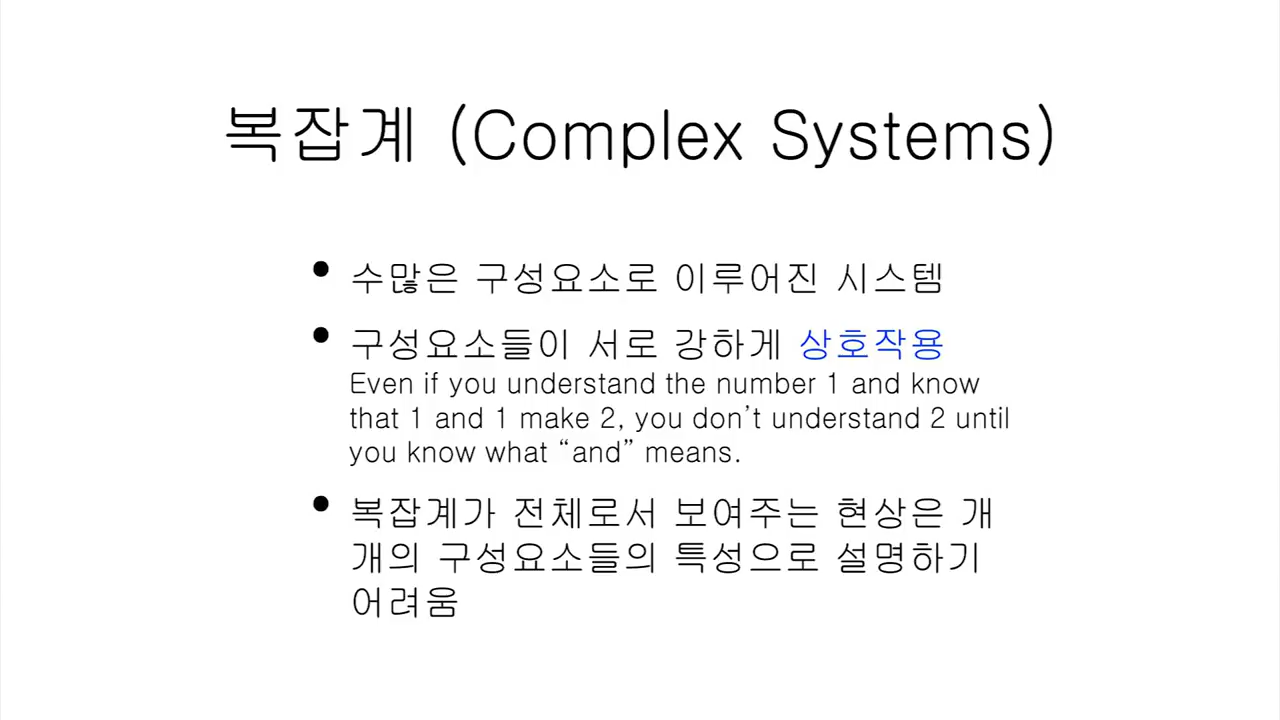 복잡계 (Complex Systems)
• 수많은 구성요소로 이루어진 시스템
• 구성요소들이 서로 강하게 상호작용
Even if you understand the number 1 and know
that 1 and 1 make 2, you don’t understand 2 until
you know what “and” means.
• 복잡계가 전체로서 보여주는 현상은 개
개의 구성요소들의 특성으로 설명하기
어려움